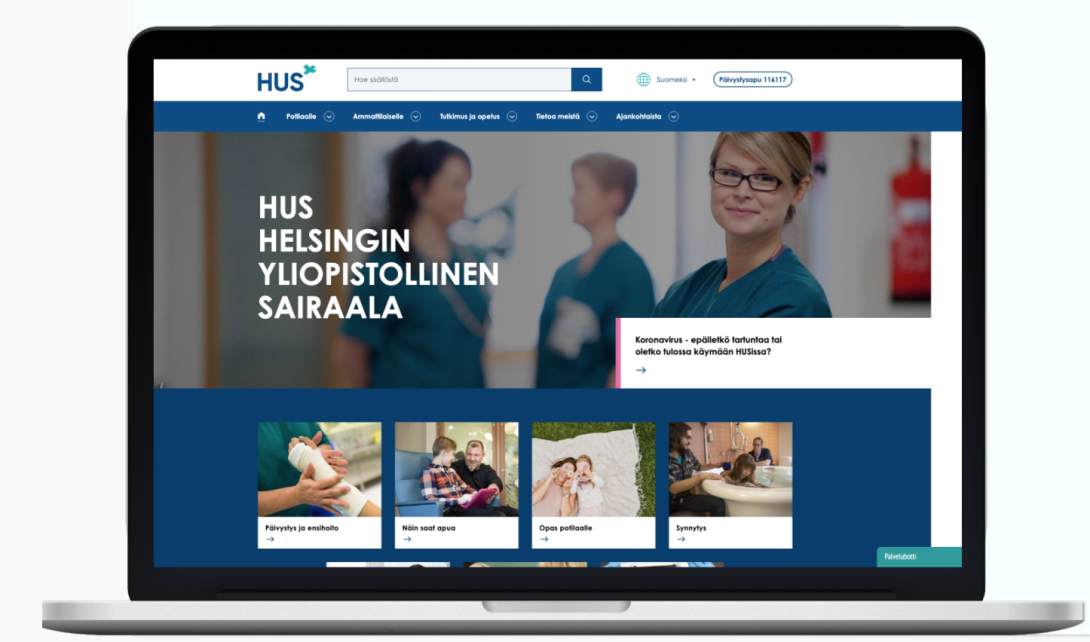 HUS
Hae sisällöstä
Suomeksi
Päivystysapu 116117
Potilaalle
Ammattilaiselle
Tutkimus ja opetus
Tietoa meistä
Ajankohtaista
HUS
HELSINGIN
YLIOPISTOLLINEN
SAIRAALA
Koronavirus - epäiletkö tartuntaa tai
oletko tulossa käymään HUSissa?
Päivystys ja ensihoito
Näin saat apua
Opas potilaalle
Synnytys
Palvelubotti